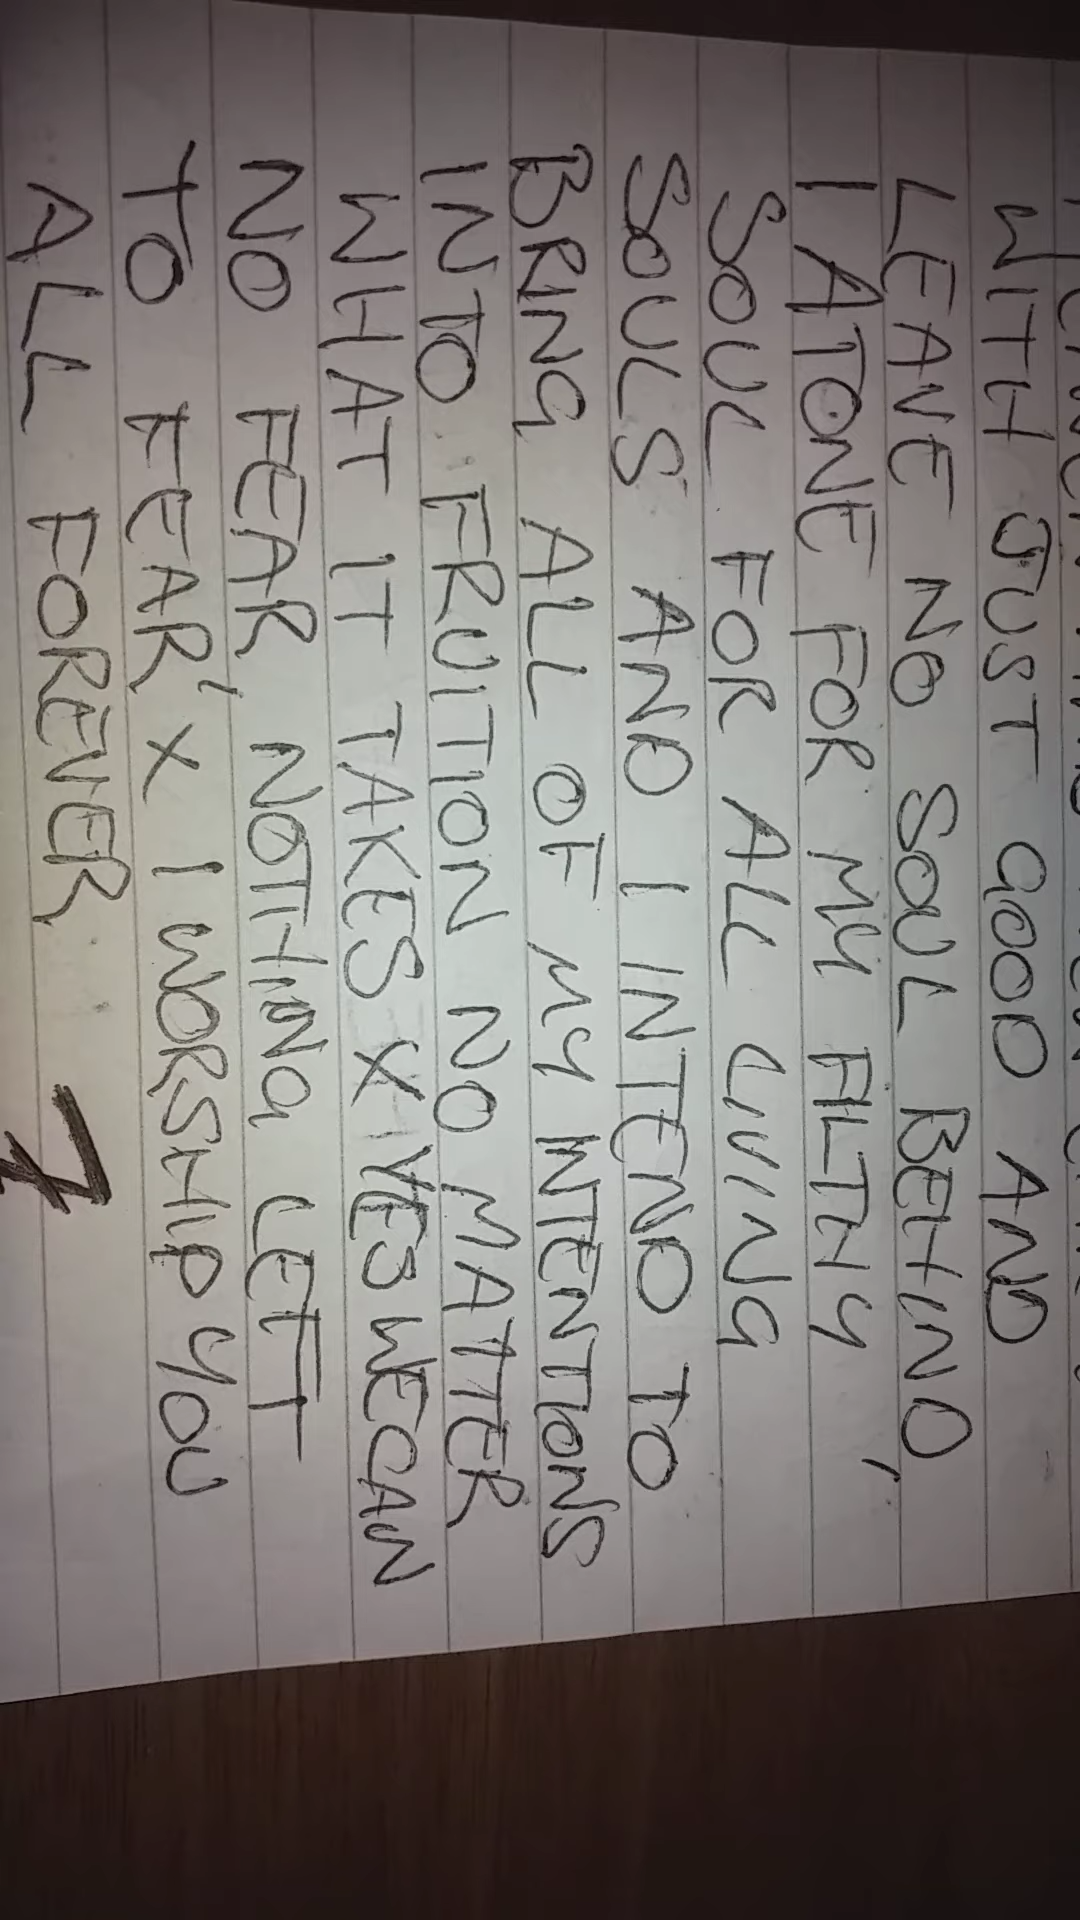 WITH JUST GOOD AND
LEAVE NO SOUL BEHIND,
I ATONE FOR MY FILTHY,
SOUL FOR ALL LIVING
SOULS AND I INTEND TO
BRING ALL OF MY INTENTIONS
INTO FRUITION NO MATTER
WHAT IT TAKES X YES WE CAN
NO FEAR, NOTHING LEFT
TO FEAR' X I WORSHIP YOU
ALL FOREVER 7